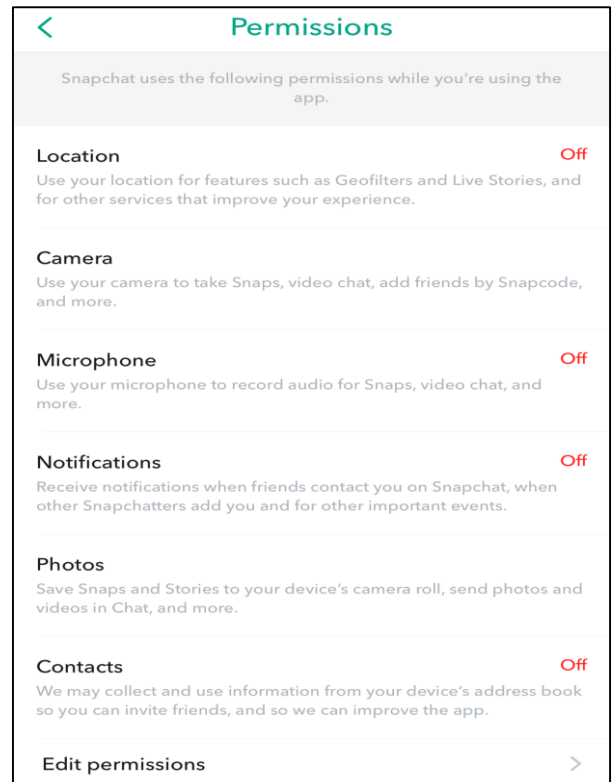 Permissions
Snapchat uses the following permissions while you're using the
app.
Location Off
Use your location for features such as Geofilters and Live Stories, and
for other services that improve your experience.
Camera
Use your camera to take Snaps, video chat, add friends by Snapcode,
and more.
Microphone Off
Use your microphone to record audio for Snaps, video chat, and
more.
Notifications Off
Receive notifications when friends contact you on Snapchat, when
other Snapchatters add you and for other important events.
Photos
Save Snaps and Stories to your device’s camera roll, send photos and
videos in Chat, and more.
Contacts Off
We may collect and use information from your device’s address book
so you can invite friends, and so we can improve the app.
Edit permissions